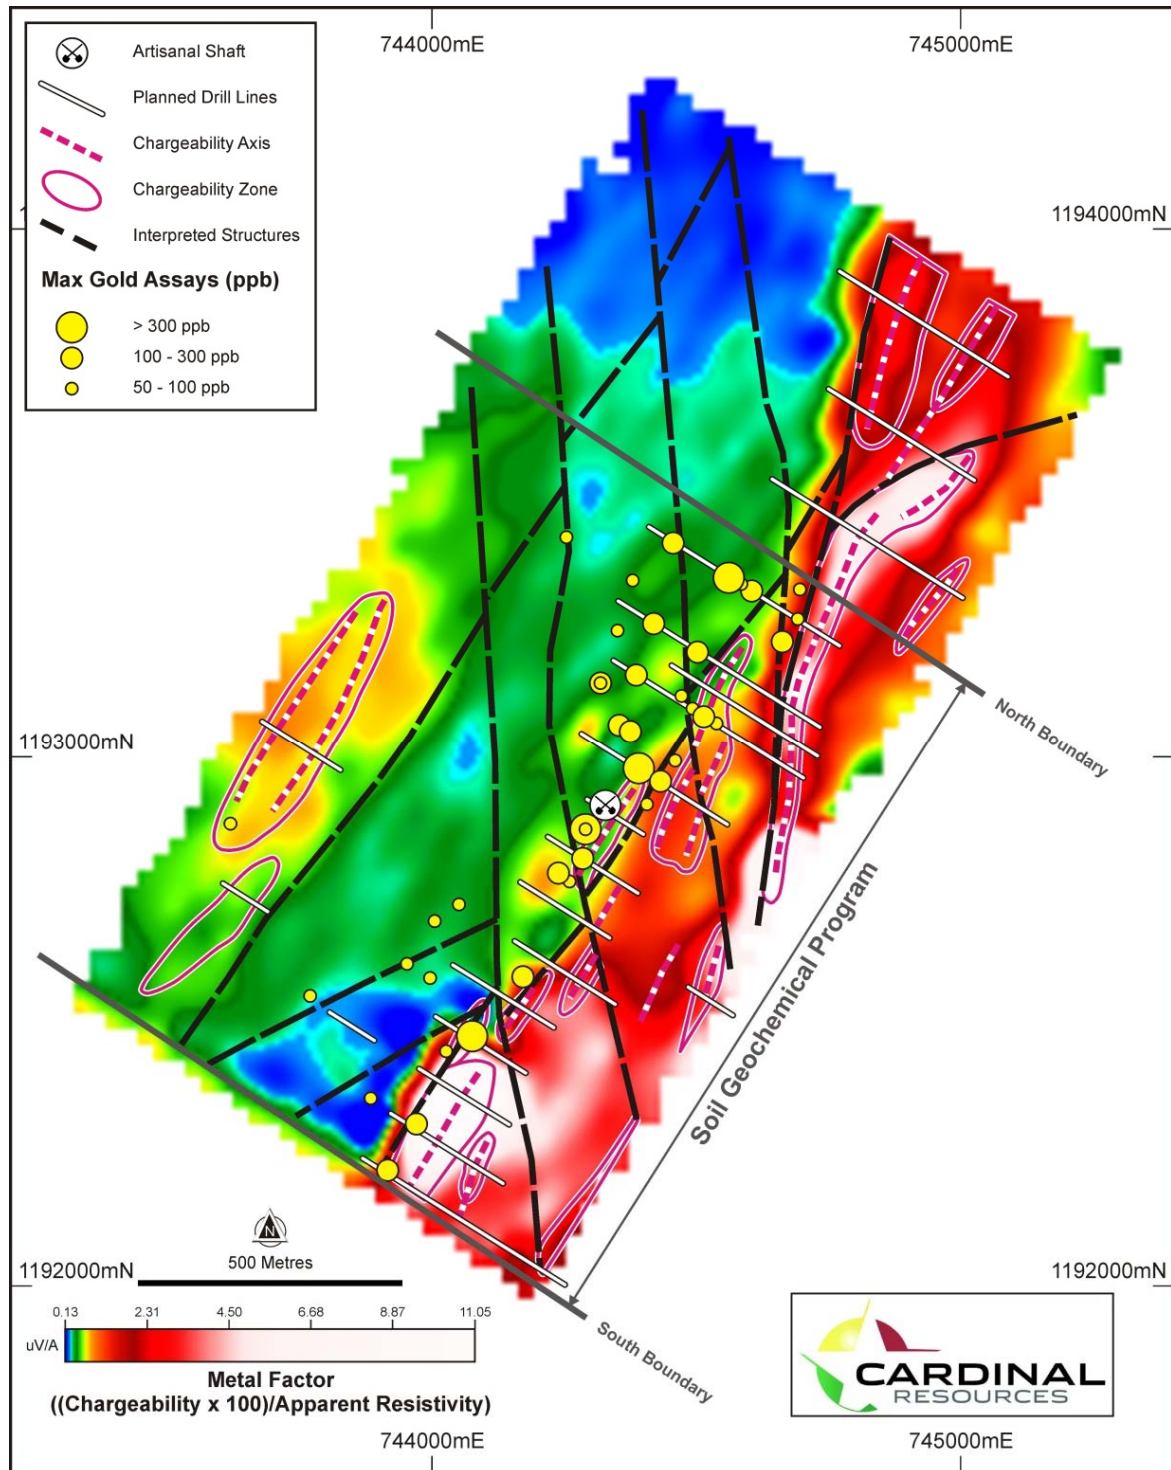 744000mE
745000mE
Artisanal Shaft
Planned Drill Lines
Chargeability Axis
Chargeability Zone
Interpreted Structures
Max Gold Assays (ppb)
> 300 ppb
100 - 300 ppb
50 - 100 ppb
1194000mN
1193000mN
North Boundary
Soil Geochemical Program
N
500 Metres
1192000mN
1192000mN
0.13 2.31 4.50 6.68 8.87 11.05
uV/A
Metal Factor
((Chargeability x 100)/Apparent Resistivity)
South Boundary
CARDINAL
RESOURCES
744000mE
745000mE